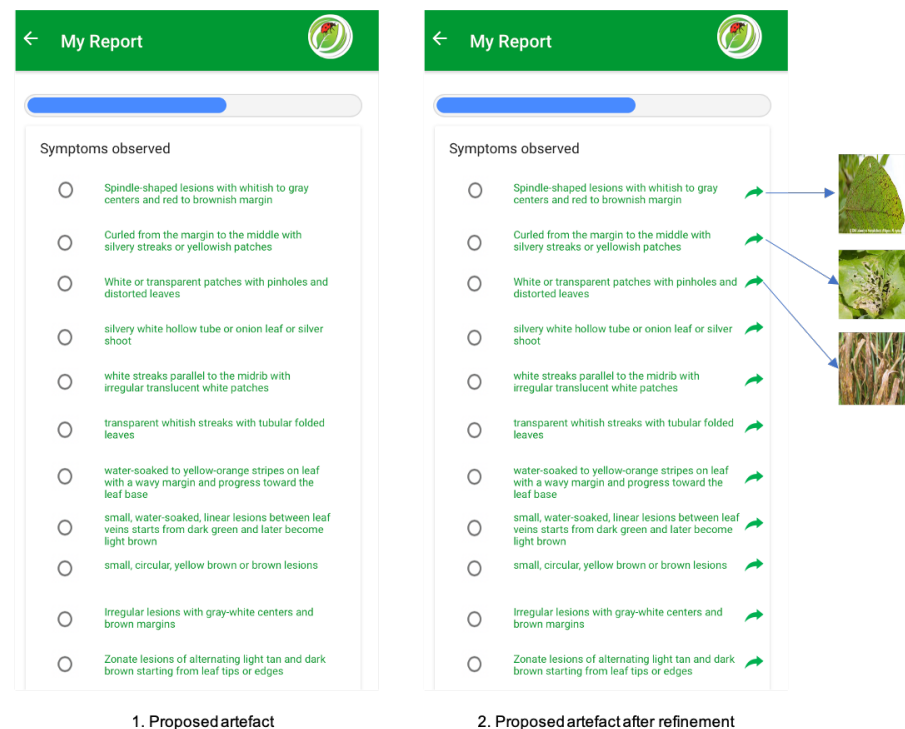 My Report
Symptoms observed
Spindle-shaped lesions with whitish to gray
centers and red to brownish margin
Curled from the margin to the middle with
silvery streaks or yellowish patches
White or transparent patches with pinholes and
distorted leaves
silvery white hollow tube or onion leaf or silver
shoot
white streaks parallel to the midrib with
irregular translucent white patches
transparent whitish streaks with tubular folded
leaves
water-soaked to yellow-orange stripes on leaf
with a wavy margin and progress toward the
leaf base
small, water-soaked, linear lesions between leaf
veins starts from dark green and later become
light brown
small, circular, yellow brown or brown lesions
Irregular lesions with gray-white centers and
brown margins
Zonate lesions of alternating light tan and dark
brown starting from leaf tips or edges
1. Proposed artefact
My Report
Symptoms observed
Spindle-shaped lesions with whitish to gray
centers and red to brownish margin
Curled from the margin to the middle with
silvery streaks or yellowish patches
White or transparent patches with pinholes and
distorted leaves
silvery white hollow tube or onion leaf or silver
shoot
white streaks parallel to the midrib with
irregular translucent white patches
transparent whitish streaks with tubular folded
leaves
water-soaked to yellow-orange stripes on leaf
with a wavy margin and progress toward the
leaf base
small, water-soaked, linear lesions between leaf
veins starts from dark green and later become
light brown
small, circular, yellow brown or brown lesions
Irregular lesions with gray-white centers and
brown margins
Zonate lesions of alternating light tan and dark
brown starting from leaf tips or edges
2. Proposed artefact after refinement